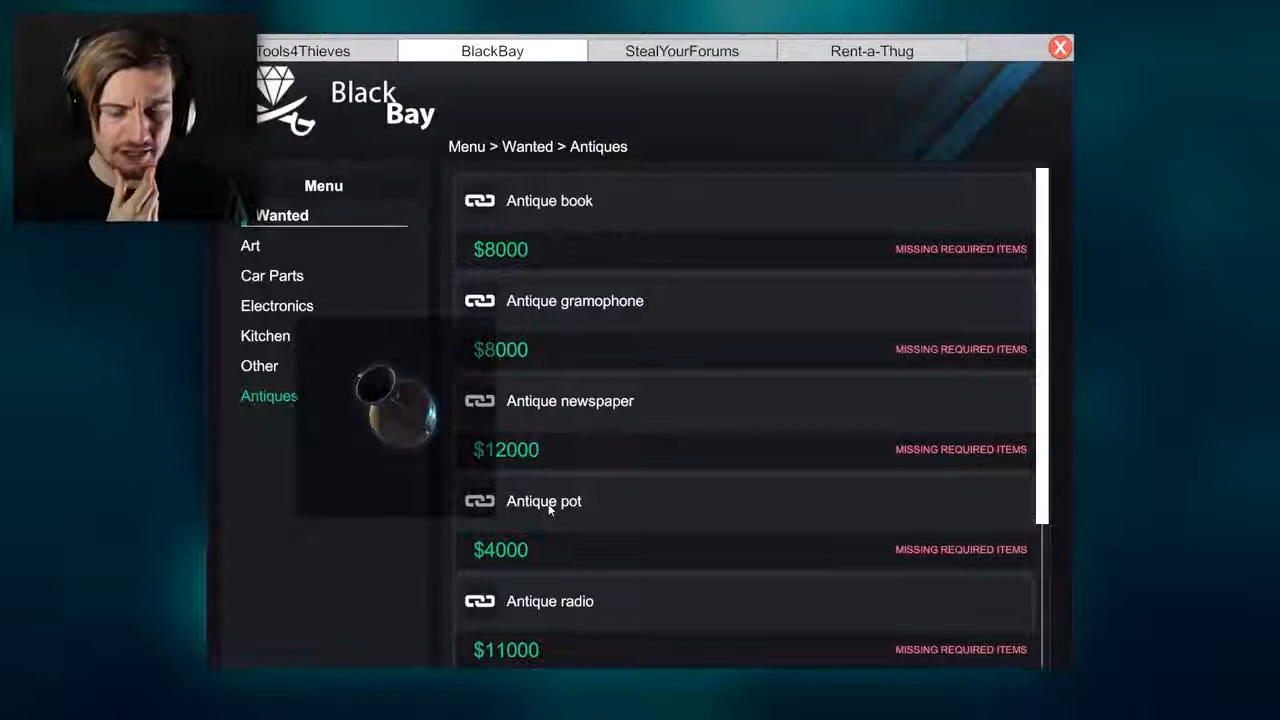 Tools4Thieves
BlackBay
StealYourForums
Rent-a-Thug
X
Black
Bay
Menu > Wanted > Antiques
Menu
Wanted
Art
Car Parts
Electronics
Kitchen
Other
Antiques
Antique book
$8000 MISSING REQUIRED ITEMS
Antique gramophone
$8000 MISSING REQUIRED ITEMS
Antique newspaper
$12000 MISSING REQUIRED ITEMS
Antique pot
$4000 MISSING REQUIRED ITEMS
Antique radio
$11000 MISSING REQUIRED ITEMS